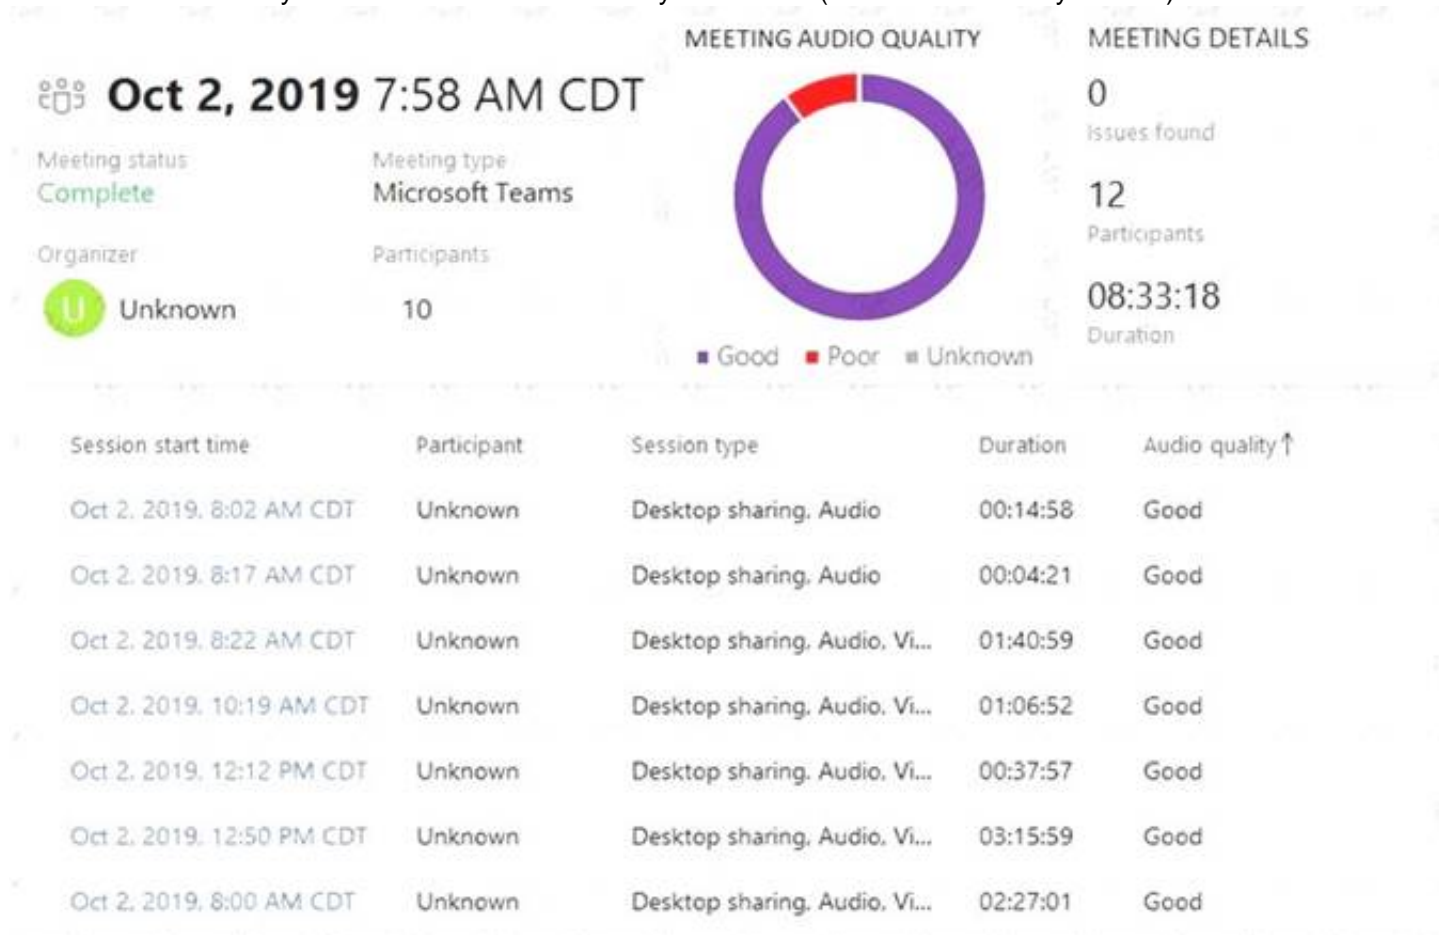 MEETING AUDIO QUALITY
MEETING DETAILS
Oct 2, 2019 7:58 AM CDT
0
Issues found
Meeting status
Meeting type
Complete
Microsoft Teams
12
Participants
Organizer
Participants
U Unknown
10
08:33:18
Duration
Good Poor Unknown
Session start time Participant Session type Duration Audio quality↑
Oct 2, 2019, 8:02 AM CDT Unknown Desktop sharing, Audio 00:14:58 Good
Oct 2, 2019, 8:17 AM CDT Unknown Desktop sharing, Audio 00:04:21 Good
Oct 2, 2019, 8:22 AM CDT Unknown Desktop sharing, Audio, Vi... 01:40:59 Good
Oct 2, 2019, 10:19 AM CDT Unknown Desktop sharing, Audio, Vi... 01:06:52 Good
Oct 2, 2019, 12:12 PM CDT Unknown Desktop sharing, Audio, Vi... 00:37:57 Good
Oct 2, 2019, 12:50 PM CDT Unknown Desktop sharing, Audio, Vi... 03:15:59 Good
Oct 2, 2019, 8:00 AM CDT Unknown Desktop sharing, Audio, Vi... 02:27:01 Good